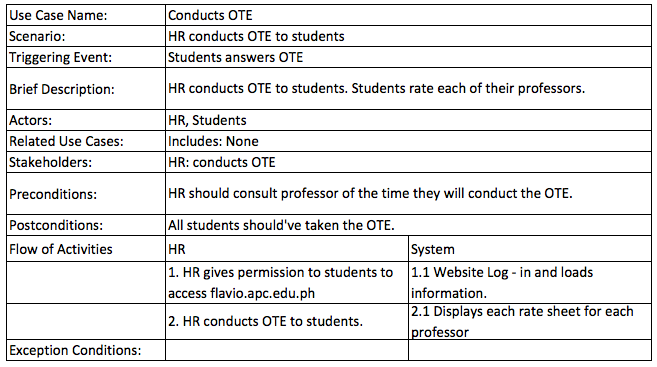 Use Case Name: Conducts OTE
Scenario: HR conducts OTE to students
Triggering Event: Students answers OTE
Brief Description: HR conducts OTE to students. Students rate each of their professors.
Actors: HR, Students
Related Use Cases: Includes: None
Stakeholders: HR: conducts OTE
Preconditions: HR should consult professor of the time they will conduct the OTE.
Postconditions: All students should've taken the OTE.
Flow of Activities HR System
1. HR gives permission to students to
access flavio.apc.edu.ph
1.1 Website Log - in and loads
information.
2. HR conducts OTE to students.
2.1 Displays each rate sheet for each
professor
Exception Conditions: